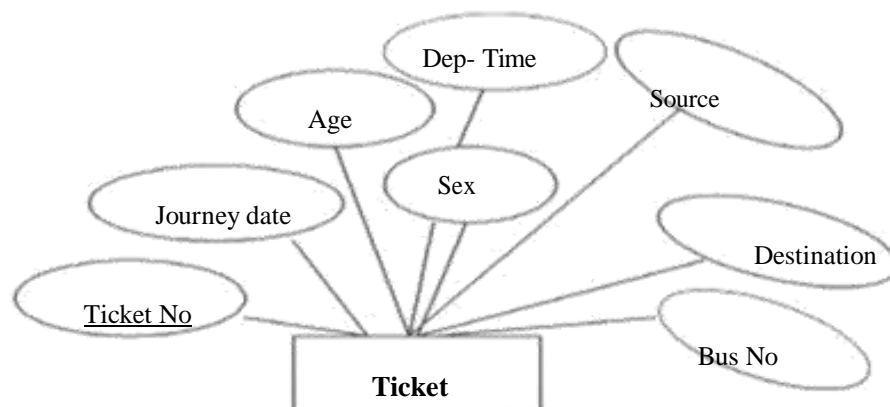 Dep- Time
Source
Age
Sex
Journey date
Destination
Ticket No
Bus No
Ticket